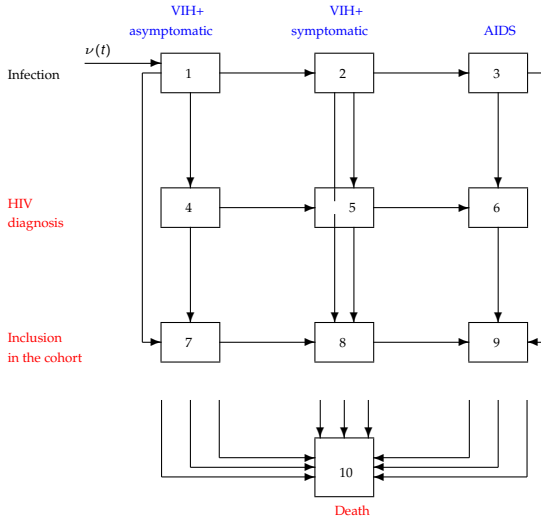 VIH+
asymptomatic
VIH+
symptomatic
AIDS
ν(t)
Infection
1
2
3
HIV
diagnosis
4
5
6
Inclusion
in the cohort
7
8
9
10
Death